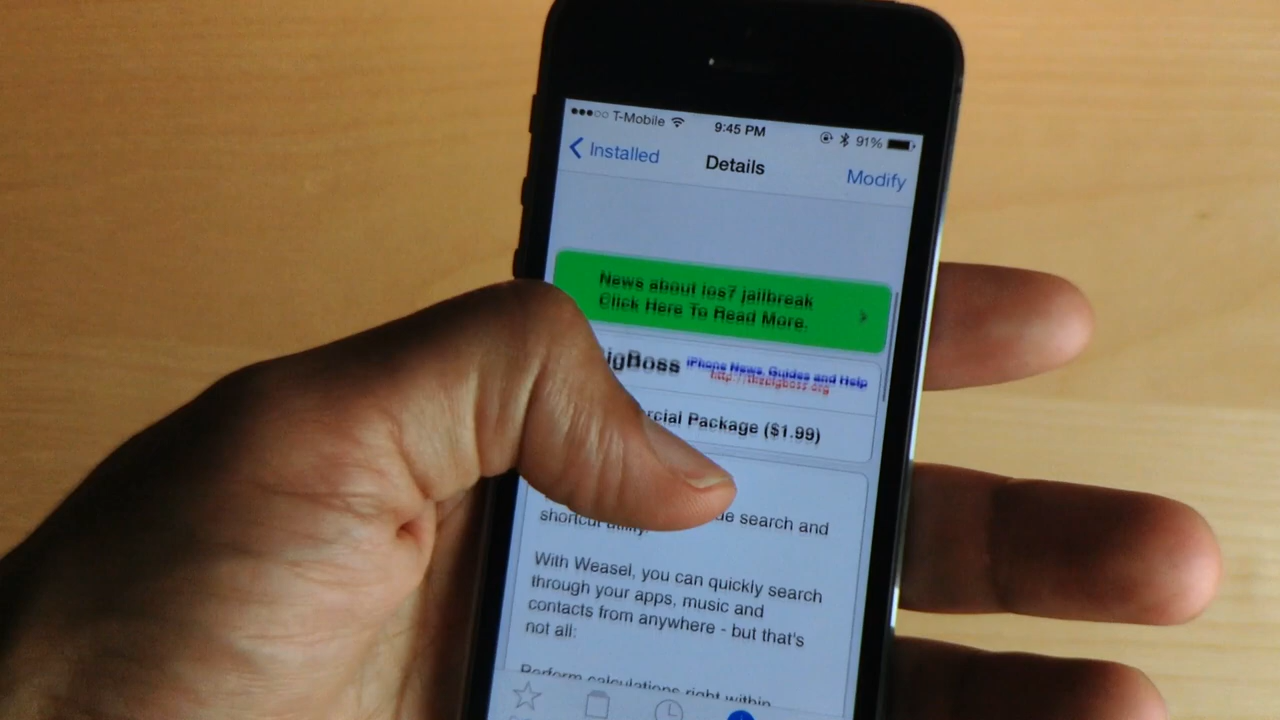 T-Mobile
9:45 PM
91%
Installed
Details
Modify
News about ios7 jailbreak
Click Here To Read More.
igBoss iPhone News, Guides and Help
http://thebigboss.org
rcial Package ($1.99)
de search and
shortcut utility.
With Weasel, you can quickly search
through your apps, music and
contacts from anywhere - but that's
not all:
Perform calculations right within